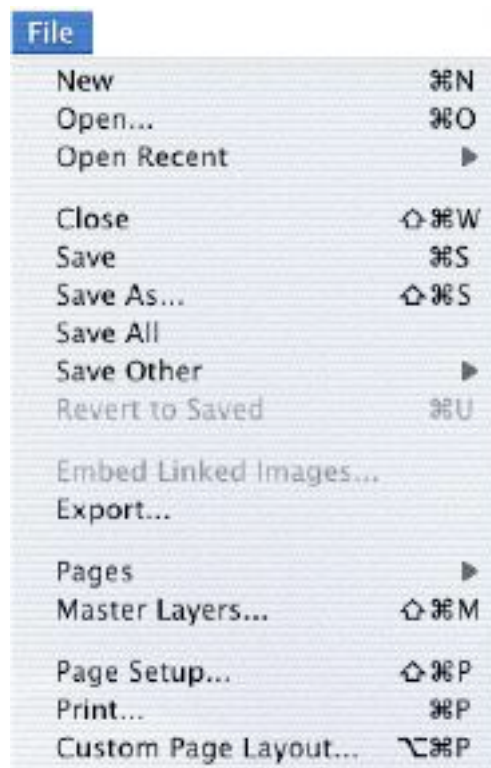 File
New ⌘N
Open... ⌘O
Open Recent ▶
Close ⇧⌘W
Save ⌘S
Save As... ⇧⌘S
Save All
Save Other ▶
Revert to Saved ⌘U
Embed Linked Images...
Export...
Pages ▶
Master Layers... ⇧⌘M
Page Setup... ⇧⌘P
Print... ⌘P
Custom Page Layout... ⌥⌘P